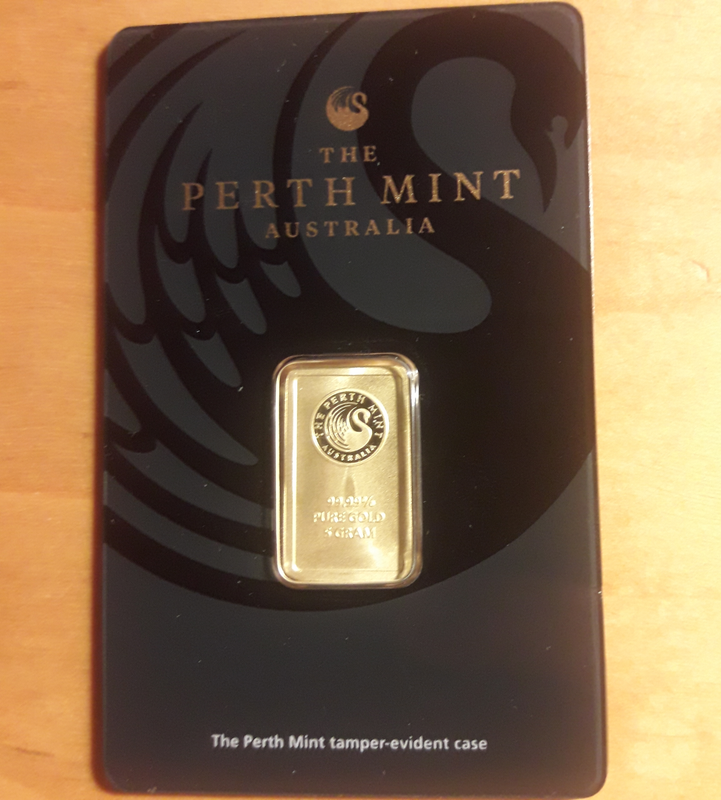 THE
PERTH MINT
AUSTRALIA
THE PERTH MINT
AUSTRALIA
99.99%
PURE GOLD
5 GRAM
The Perth Mint tamper-evident case